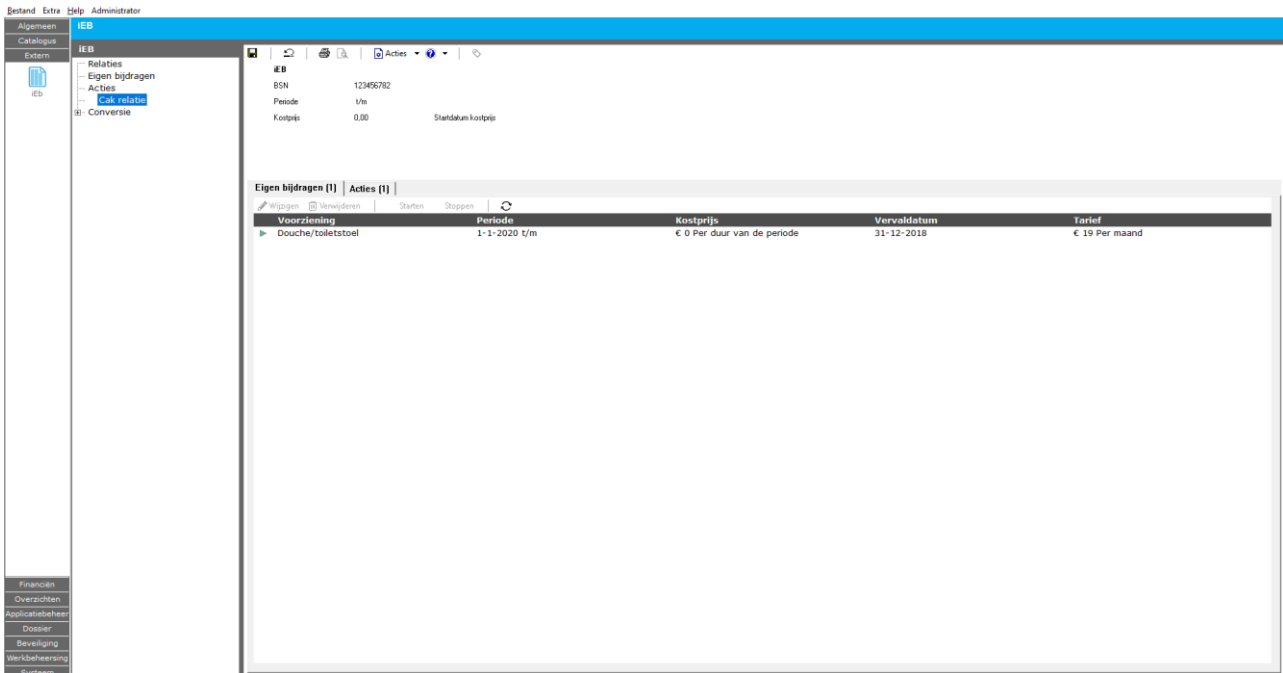 Bestand Extra Help Administrator
Algemeen
Catalogus
Extern
iEb
iEB
iEB
Relaties
Eigen bijdragen
Acties
Cak relatie
Conversie
Acties
iEB
BSN 123456782
Periode t/m
Kostprijs 0,00 Startdatum kostprijs
Eigen bijdragen (1) Acties (1)
Wijzigen Verwijderen Starten Stoppen
Voorziening Periode Kostprijs Vervaldatum Tarief
Douche/toiletstoel 1-1-2020 t/m € 0 Per duur van de periode 31-12-2018 € 19 Per maand
Financiën
Overzichten
Applicatiebeheer
Dossier
Beveiliging
Werkbeheersing
Systeem